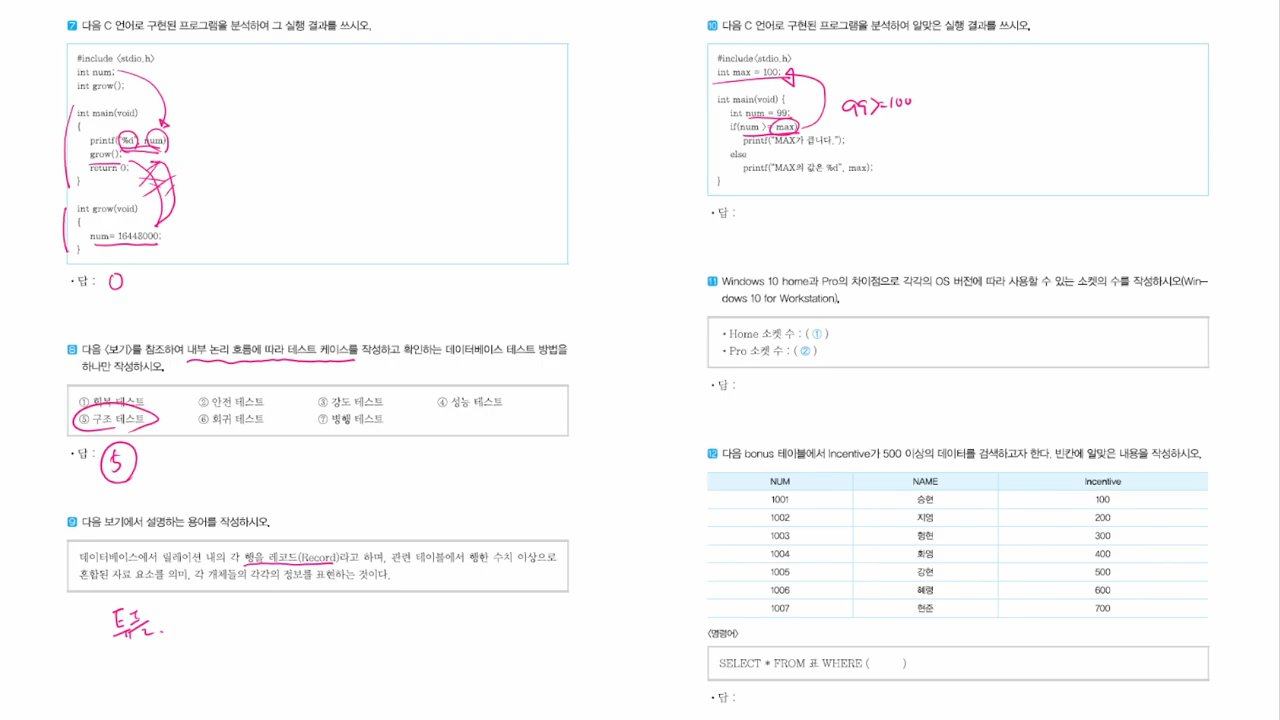 7 다음 C 언어로 구현된 프로그램을 분석하여 그 실행 결과를 쓰시오.
#include <stdio.h>
int num;
int grow();
int main(void)
{
printf("%d", num)
grow();
return 0;
}
int grow(void)
{
num= 16448000;
}
• 답 : 0
8 다음 〈보기〉를 참조하여 내부 논리 흐름에 따라 테스트 케이스를 작성하고 확인하는 데이터베이스 테스트 방법을
하나만 작성하시오.
① 회복 테스트 ② 안전 테스트 ③ 강도 테스트 ④ 성능 테스트
⑤ 구조 테스트 ⑥ 회귀 테스트 ⑦ 병행 테스트
• 답 : 5
9 다음 보기에서 설명하는 용어를 작성하시오.
데이터베이스에서 릴레이션 내의 각 행을 레코드(Record)라고 하며, 관련 테이블에서 행한 수치 이상으로
혼합된 자료 요소를 의미, 각 개체들의 각각의 정보를 표현하는 것이다.
튜플.
10 다음 C 언어로 구현된 프로그램을 분석하여 알맞은 실행 결과를 쓰시오.
#include<stdio.h>
int max = 100;
int main(void) {
int num = 99;
if(num >= max)
printf("MAX가 큽니다.");
else
printf("MAX의 값은 %d", max);
}
99>=100
• 답 :
11 Windows 10 home과 Pro의 차이점으로 각각의 OS 버전에 따라 사용할 수 있는 소켓의 수를 작성하시오(Win-
dows 10 for Workstation).
• Home 소켓 수 : ( ① )
• Pro 소켓 수 : ( ② )
• 답 :
12 다음 bonus 테이블에서 Incentive가 500 이상의 데이터를 검색하고자 한다. 빈칸에 알맞은 내용을 작성하시오.
NUM NAME Incentive
1001 승현 100
1002 지영 200
1003 형헌 300
1004 화영 400
1005 강현 500
1006 혜령 600
1007 현준 700
〈명령어〉
SELECT * FROM 표 WHERE ( )
• 답 :